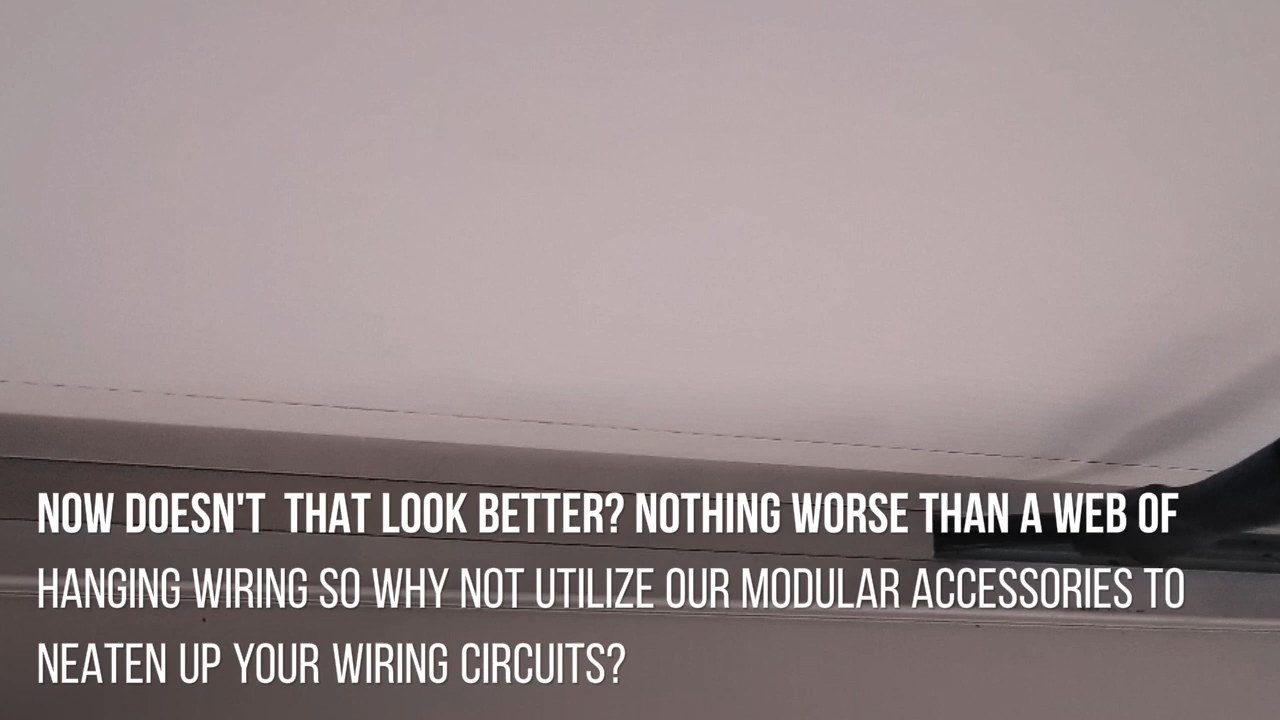 NOW DOESN'T  THAT LOOK BETTER? NOTHING WORSE THAN A WEB OF
HANGING WIRING SO WHY NOT UTILIZE OUR MODULAR ACCESSORIES TO
NEATEN UP YOUR WIRING CIRCUITS?